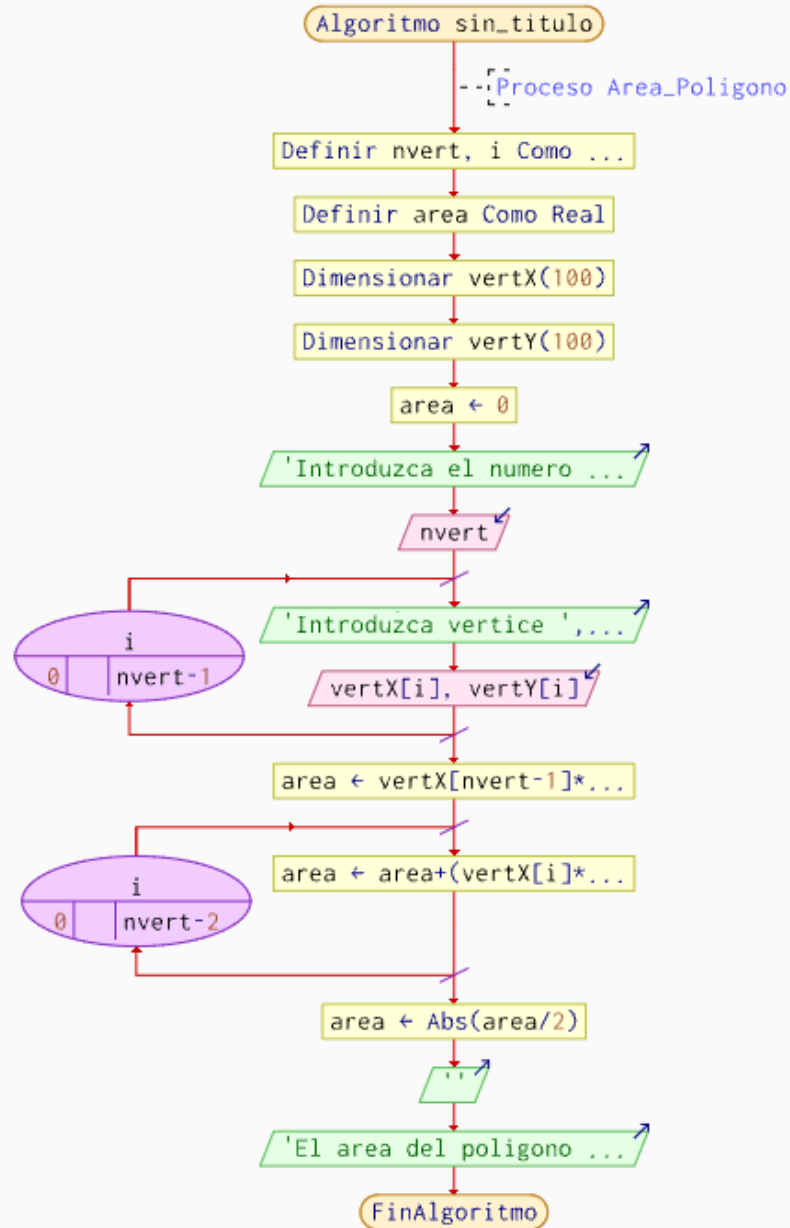 Algoritmo sin_titulo
Proceso Area_Poligono
Definir nvert, i Como ...
Definir area Como Real
Dimensionar vertX(100)
Dimensionar vertY(100)
area ← 0
'Introduzca el numero ...
nvert
i
0 nvert-1
'Introduzca vertice ',...
vertX[i], vertY[i]
area ← vertX[nvert-1]*...
i
0 nvert-2
area ← area+(vertX[i]*...
area ← Abs(area/2)
''
'El area del poligono ...
FinAlgoritmo